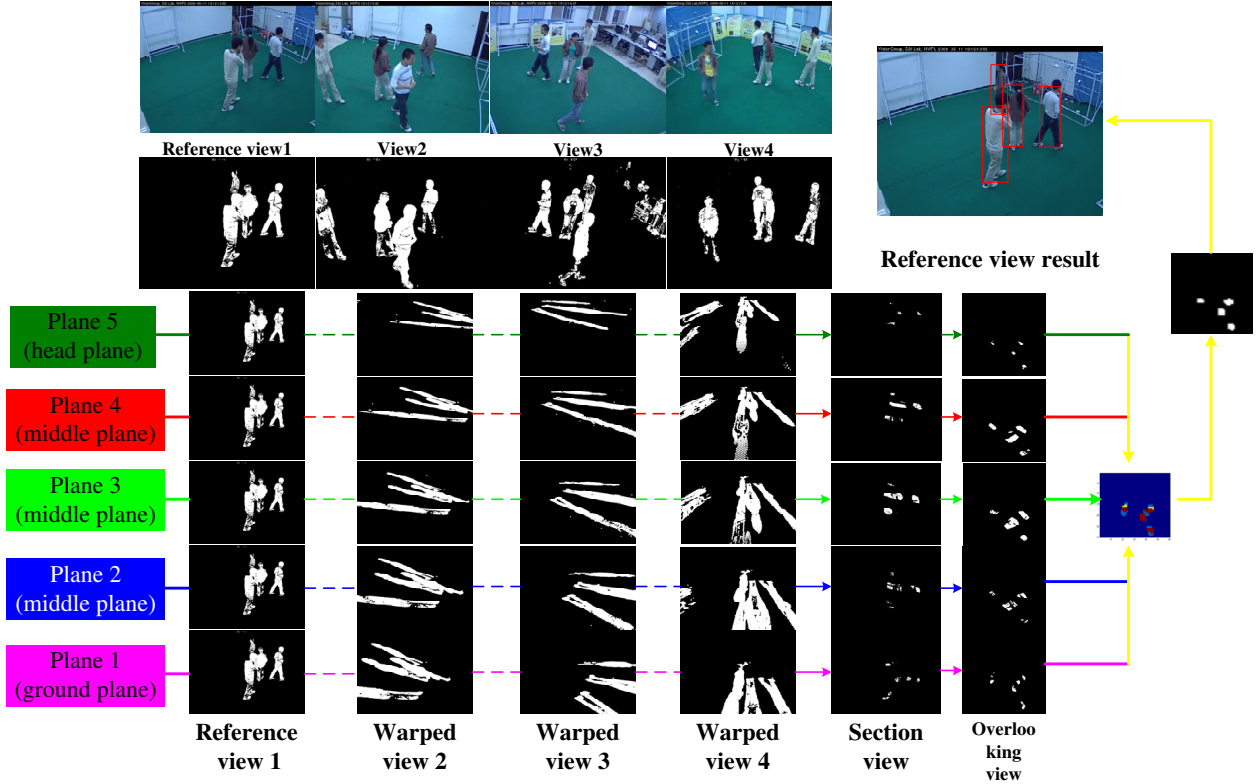 Reference view1
View2
View3
View4
Reference view result
Plane 5
(head plane)
Plane 4
(middle plane)
Plane 3
(middle plane)
Plane 2
(middle plane)
Plane 1
(ground plane)
Reference
view 1
Warped
view 2
Warped
view 3
Warped
view 4
Section
view
Overloo
king
view